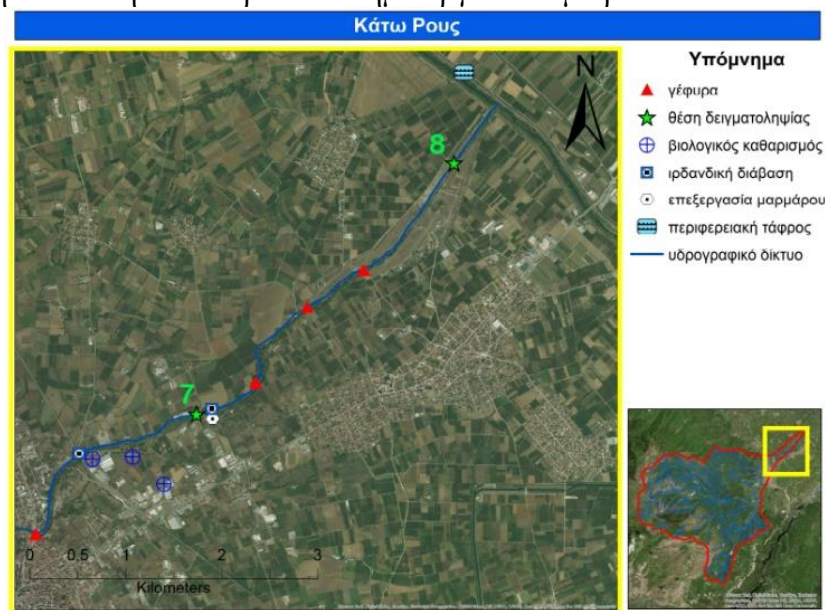 Κάτω Ρους
Υπόμνημα
γέφυρα
θέση δειγματοληψίας
βιολογικός καθαρισμός
ιρδανδική διάβαση
επεξεργασία μαρμάρου
περιφερειακή τάφρος
υδρογραφικό δίκτυο
N
8
7
0 0,5 1 2 3
Kilometers